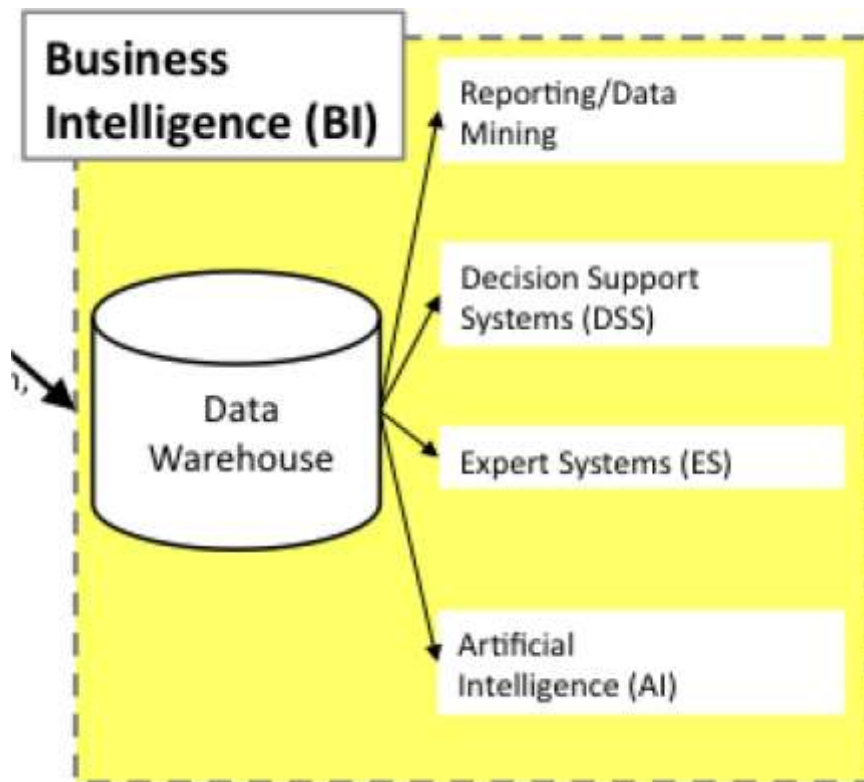 Business
Intelligence (BI)
Reporting/Data
Mining
Decision Support
Systems (DSS)
Data
Warehouse
Expert Systems (ES)
Artificial
Intelligence (AI)